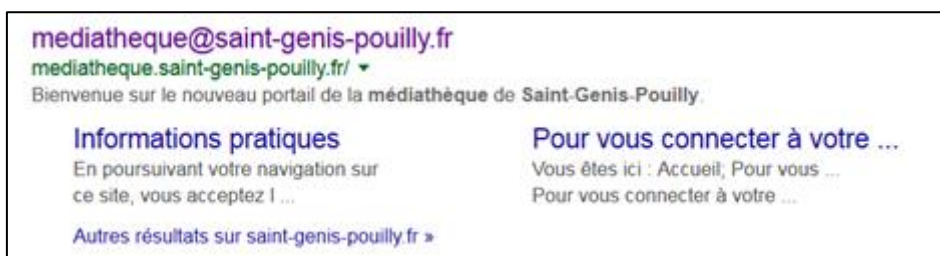 mediatheque@saint-genis-pouilly.fr
mediatheque.saint-genis-pouilly.fr/
Bienvenue sur le nouveau portail de la médiathèque de Saint-Genis-Pouilly.
Informations pratiques
En poursuivant votre navigation sur
ce site, vous acceptez l ...
Pour vous connecter à votre ...
Vous êtes ici : Accueil; Pour vous ...
Pour vous connecter à votre ...
Autres résultats sur saint-genis-pouilly.fr »